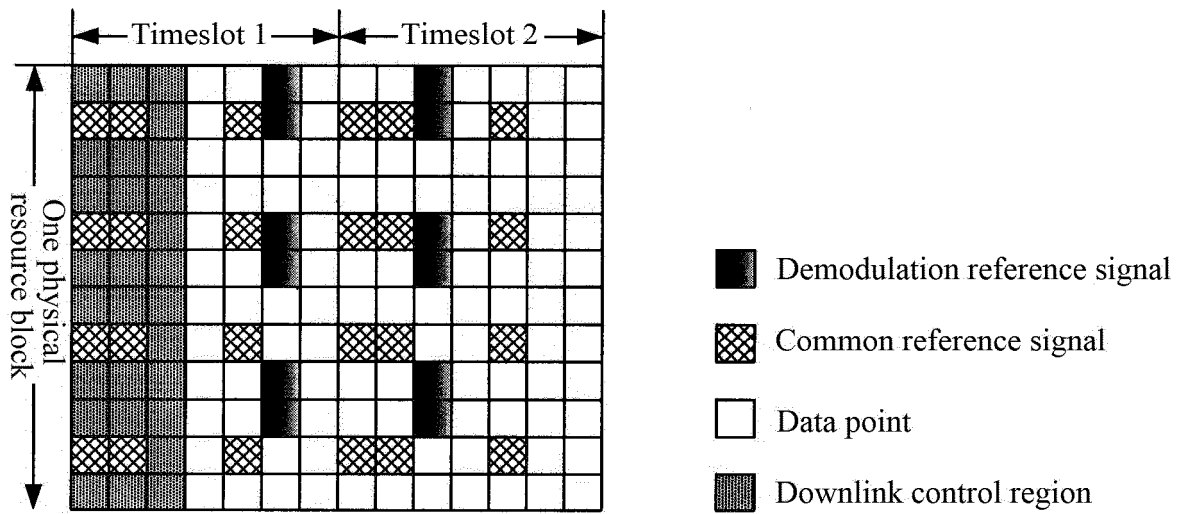 Timeslot 1
Timeslot 2
One physical
resource block
Demodulation reference signal
Common reference signal
Data point
Downlink control region